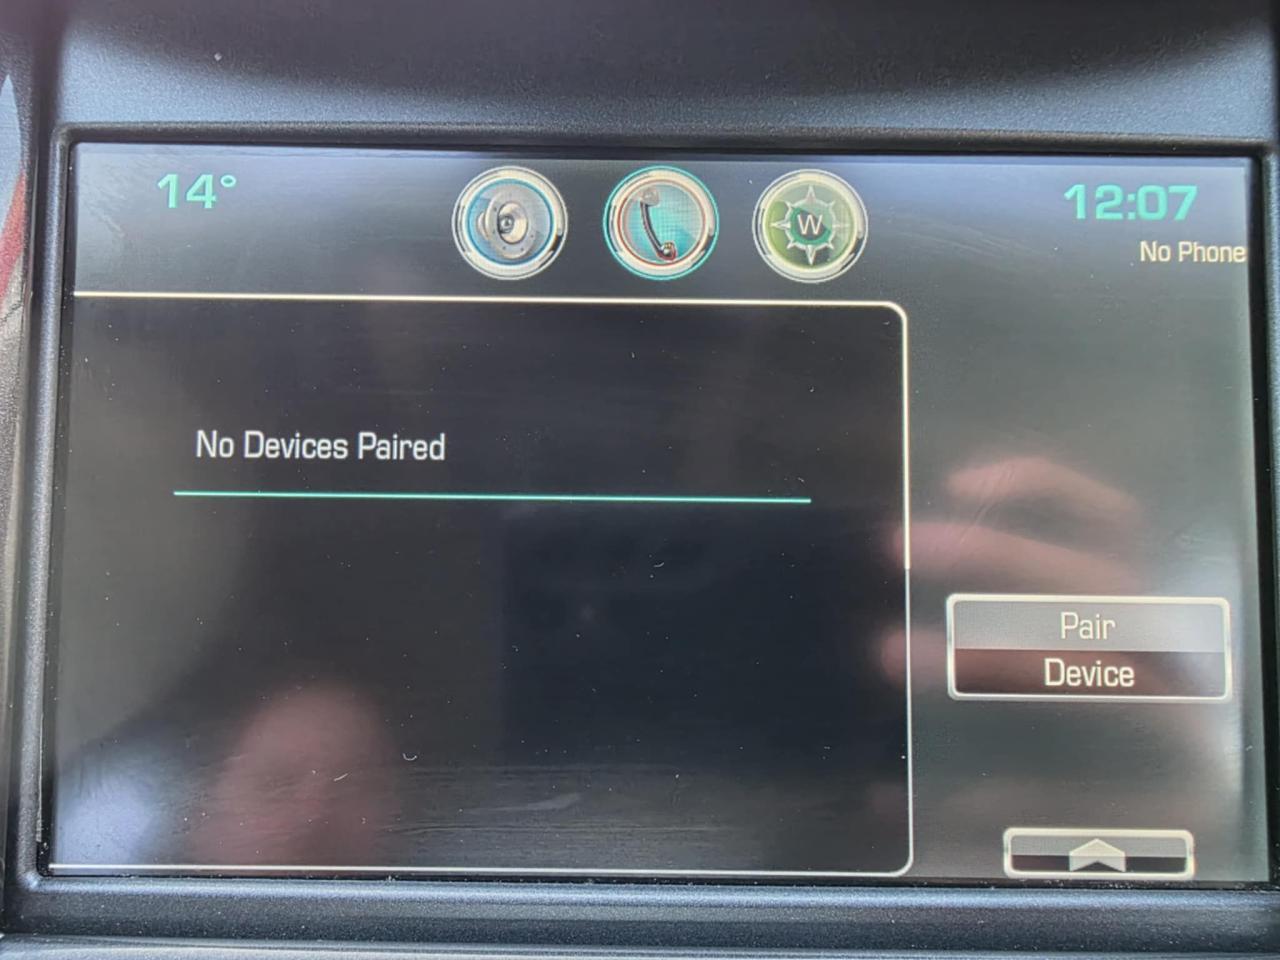 14°
W
12:07
No Phone
No Devices Paired
Pair
Device